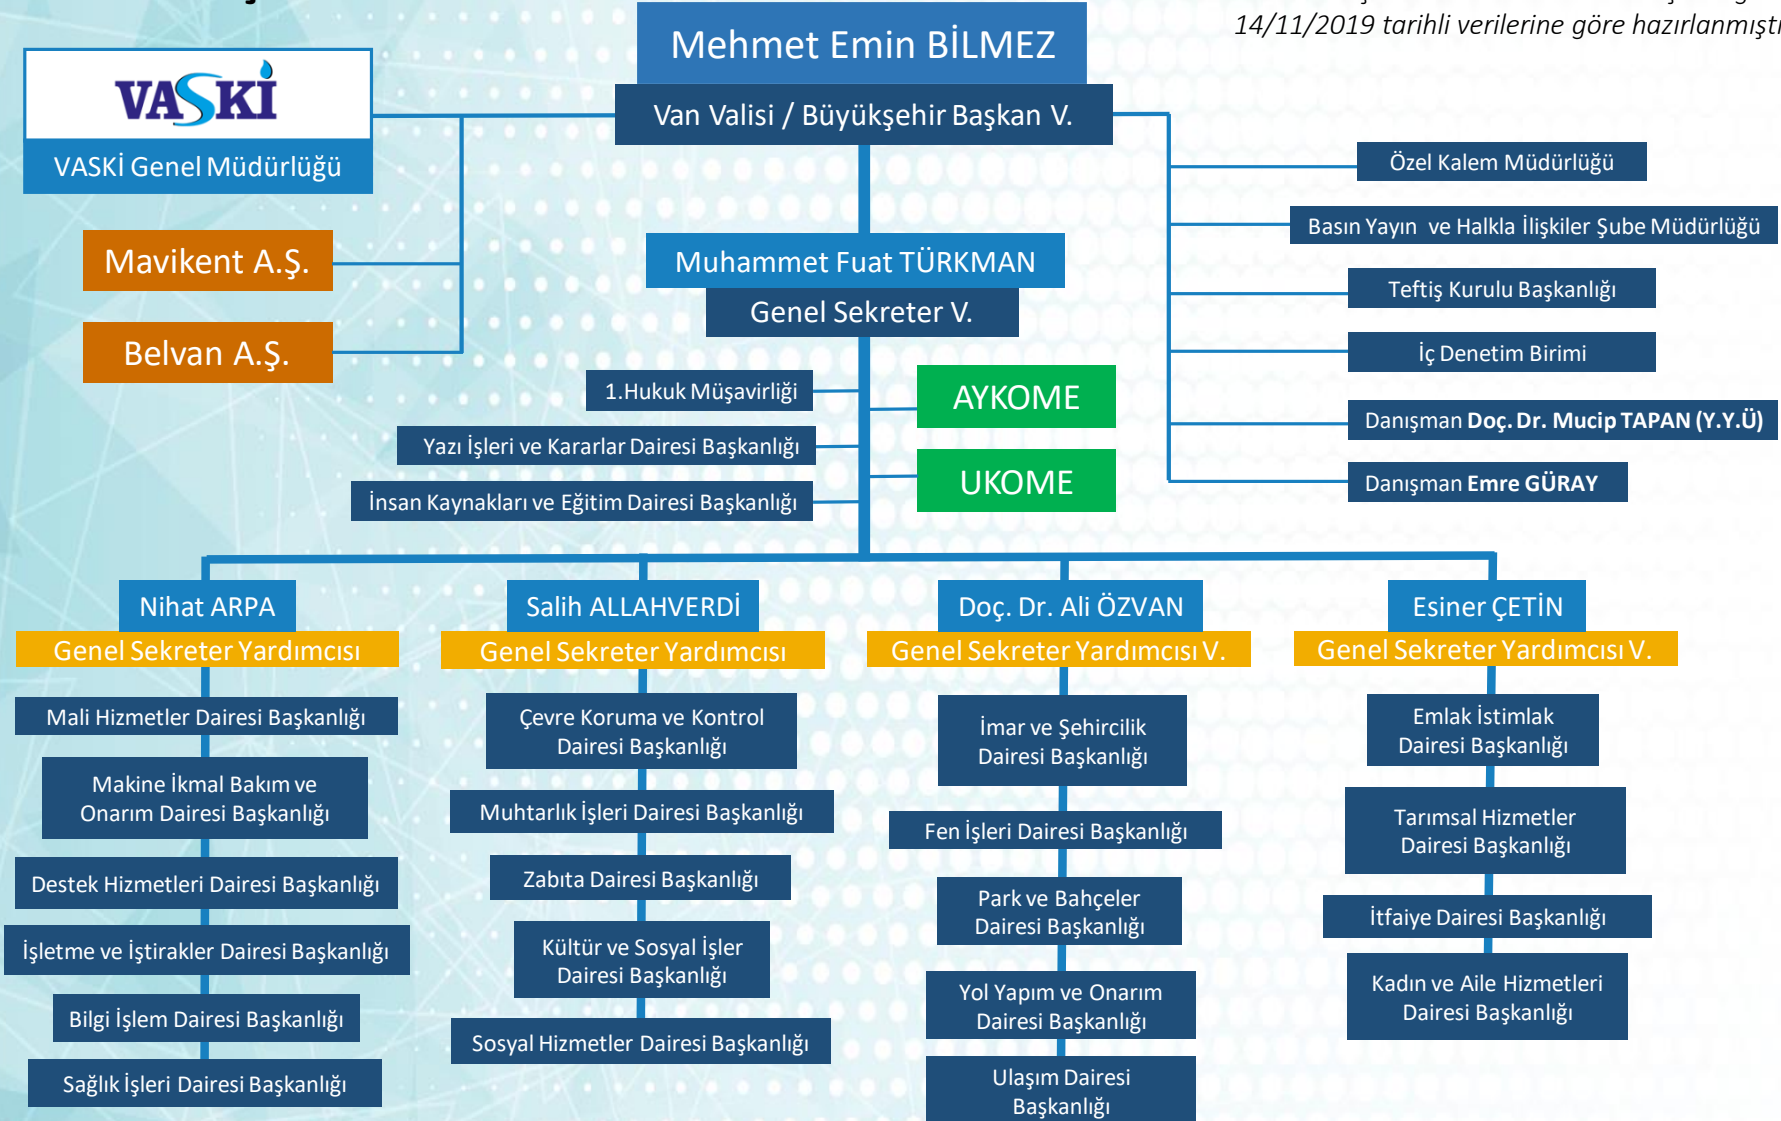 14/11/2019 tarihli verilerine göre hazırlanmıştı
Mehmet Emin BİLMEZ
Van Valisi / Büyükşehir Başkan V.
VASKİ
VASKİ Genel Müdürlüğü
Mavikent A.Ş.
Belvan A.Ş.
Özel Kalem Müdürlüğü
Basın Yayın ve Halkla İlişkiler Şube Müdürlüğü
Teftiş Kurulu Başkanlığı
İç Denetim Birimi
Danışman Doç. Dr. Mucip TAPAN (Y.Y.Ü)
Danışman Emre GÜRAY
Muhammet Fuat TÜRKMAN
Genel Sekreter V.
1.Hukuk Müşavirliği
Yazı İşleri ve Kararlar Dairesi Başkanlığı
İnsan Kaynakları ve Eğitim Dairesi Başkanlığı
AYKOME
UKOME
Nihat ARPA
Genel Sekreter Yardımcısı
Mali Hizmetler Dairesi Başkanlığı
Makine İkmal Bakım ve
Onarım Dairesi Başkanlığı
Destek Hizmetleri Dairesi Başkanlığı
İşletme ve İştirakler Dairesi Başkanlığı
Bilgi İşlem Dairesi Başkanlığı
Sağlık İşleri Dairesi Başkanlığı
Salih ALLAHVERDİ
Genel Sekreter Yardımcısı
Çevre Koruma ve Kontrol
Dairesi Başkanlığı
Muhtarlık İşleri Dairesi Başkanlığı
Zabıta Dairesi Başkanlığı
Kültür ve Sosyal İşler
Dairesi Başkanlığı
Sosyal Hizmetler Dairesi Başkanlığı
Doç. Dr. Ali ÖZVAN
Genel Sekreter Yardımcısı V.
İmar ve Şehircilik
Dairesi Başkanlığı
Fen İşleri Dairesi Başkanlığı
Park ve Bahçeler
Dairesi Başkanlığı
Yol Yapım ve Onarım
Dairesi Başkanlığı
Ulaşım Dairesi
Başkanlığı
Esiner ÇETİN
Genel Sekreter Yardımcısı V.
Emlak İstimlak
Dairesi Başkanlığı
Tarımsal Hizmetler
Dairesi Başkanlığı
İtfaiye Dairesi Başkanlığı
Kadın ve Aile Hizmetleri
Dairesi Başkanlığı